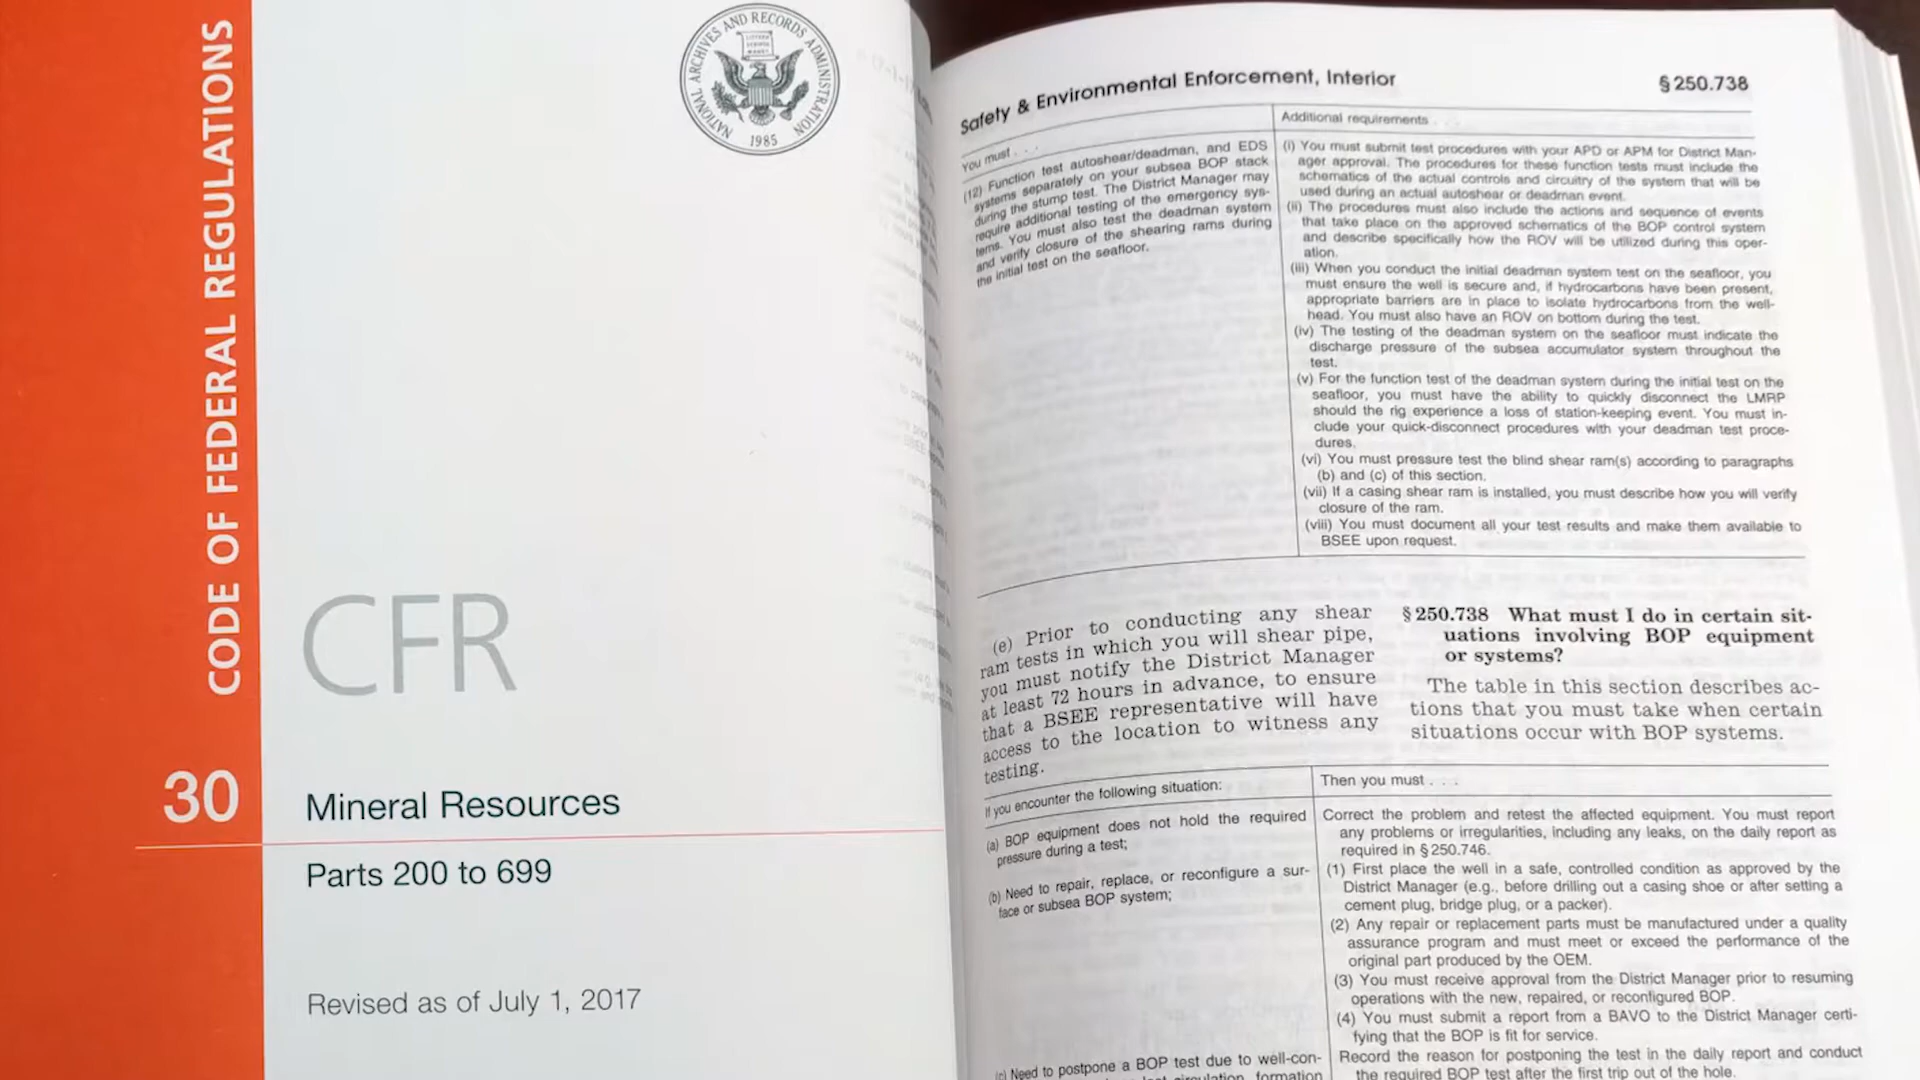 CODE OF FEDERAL REGULATIONS
NATIONAL ARCHIVES AND RECORDS ADMINISTRATION
LITTERA
SCRIPTA
MANET
1985
CFR
30
Mineral Resources
Parts 200 to 699
Revised as of July 1, 2017
Safety & Environmental Enforcement, Interior
§ 250.738
You must . . .
(12) Function test autoshear/deadman, and EDS
systems separately on your subsea BOP stack
during the stump test. The District Manager may
require additional testing of the emergency sys-
tems. You must also test the deadman system
and verify closure of the shearing rams during
the initial test on the seafloor.
Additional requirements
(i) You must submit test procedures with your APD or APM for District Man-
ager approval. The procedures for these function tests must include the
schematics of the actual controls and circuitry of the system that will be
used during an actual autoshear or deadman event.
(ii) The procedures must also include the actions and sequence of events
that take place on the approved schematics of the BOP control system
and describe specifically how the ROV will be utilized during this oper-
ation.
(iii) When you conduct the initial deadman system test on the seafloor, you
must ensure the well is secure and, if hydrocarbons have been present,
appropriate barriers are in place to isolate hydrocarbons from the well-
head. You must also have an ROV on bottom during the test.
(iv) The testing of the deadman system on the seafloor must indicate the
discharge pressure of the subsea accumulator system throughout the
test.
(v) For the function test of the deadman system during the initial test on the
seafloor, you must have the ability to quickly disconnect the LMRP
should the rig experience a loss of station-keeping event. You must in-
clude your quick-disconnect procedures with your deadman test proce-
dures.
(vi) You must pressure test the blind shear ram(s) according to paragraphs
(b) and (c) of this section.
(vii) If a casing shear ram is installed, you must describe how you will verify
closure of the ram.
(viii) You must document all your test results and make them available to
BSEE upon request.
(e) Prior to conducting any shear
ram tests in which you will shear pipe,
you must notify the District Manager
at least 72 hours in advance, to ensure
that a BSEE representative will have
access to the location to witness any
testing.
§ 250.738 What must I do in certain sit-
uations involving BOP equipment
or systems?
The table in this section describes ac-
tions that you must take when certain
situations occur with BOP systems.
If you encounter the following situation:
Then you must . . .
(a) BOP equipment does not hold the required
pressure during a test;
Correct the problem and retest the affected equipment. You must report
any problems or irregularities, including any leaks, on the daily report as
required in § 250.746.
(b) Need to repair, replace, or reconfigure a sur-
face or subsea BOP system;
(1) First place the well in a safe, controlled condition as approved by the
District Manager (e.g., before drilling out a casing shoe or after setting a
cement plug, bridge plug, or a packer).
(2) Any repair or replacement parts must be manufactured under a quality
assurance program and must meet or exceed the performance of the
original part produced by the OEM.
(3) You must receive approval from the District Manager prior to resuming
operations with the new, repaired, or reconfigured BOP.
(4) You must submit a report from a BAVO to the District Manager certi-
fying that the BOP is fit for service.
(c) Need to postpone a BOP test due to well-con-
circulation, formation
Record the reason for postponing the test in the daily report and conduct
the required BOP test after the first trip out of the hole.